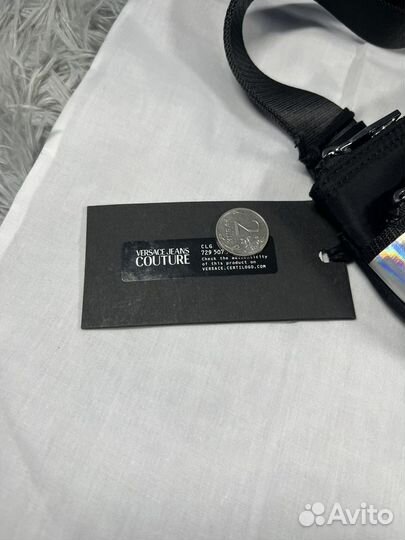 VERSACE JEANS
COUTURE
CLG
729 507
Check the authenticity
of this product on
VERSACE.CERTILOGO.COM
2
Avito